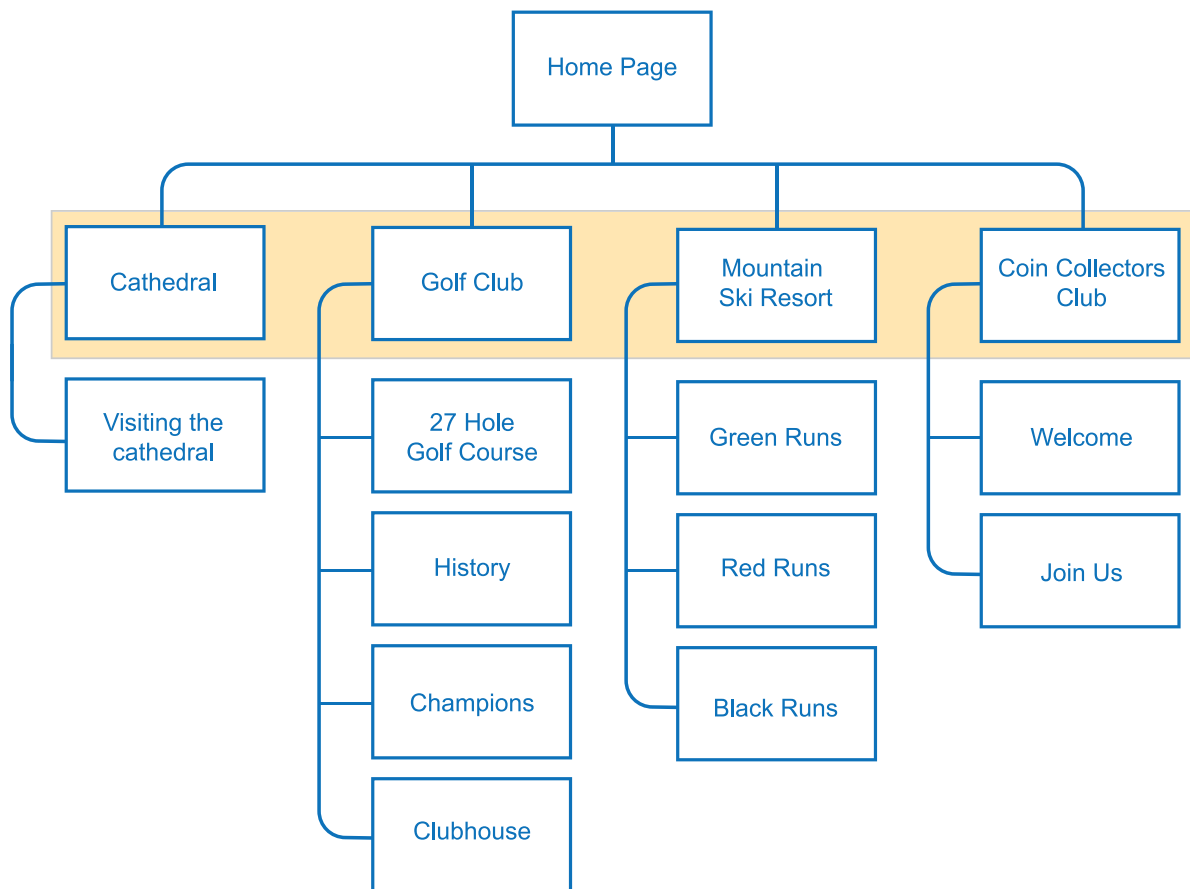 Home Page
Cathedral
Golf Club
Mountain
Ski Resort
Coin Collectors
Club
Visiting the
cathedral
27 Hole
Golf Course
Green Runs
Welcome
History
Red Runs
Join Us
Champions
Black Runs
Clubhouse